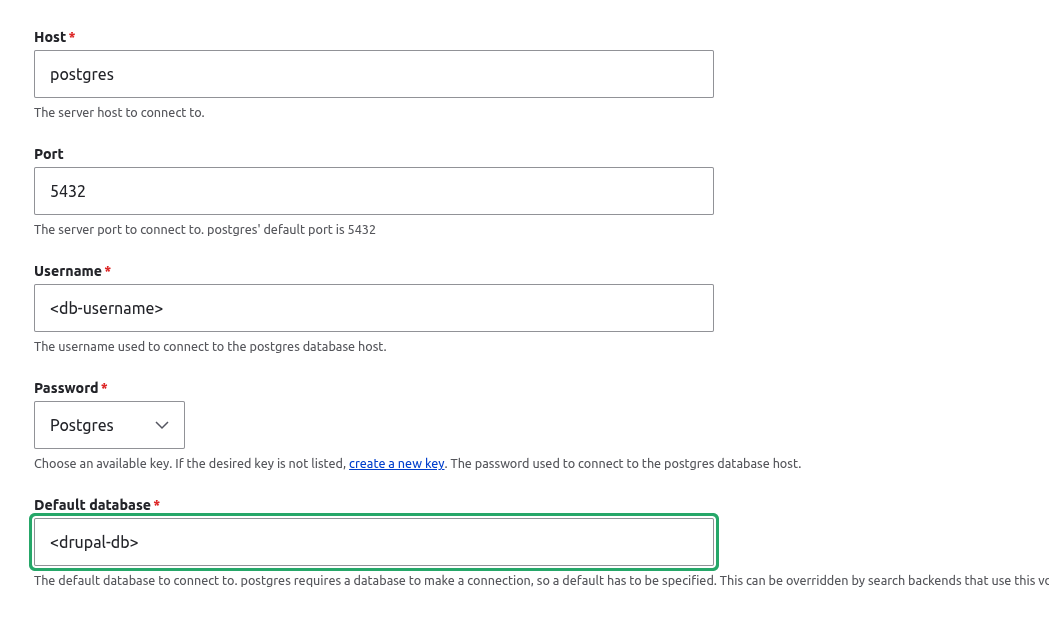 Host *
postgres
The server host to connect to.
Port
5432
The server port to connect to. postgres' default port is 5432
Username *
<db-username>
The username used to connect to the postgres database host.
Password *
Postgres
Choose an available key. If the desired key is not listed, create a new key. The password used to connect to the postgres database host.
Default database *
<drupal-db>
The default database to connect to. postgres requires a database to make a connection, so a default has to be specified. This can be overridden by search backends that use this